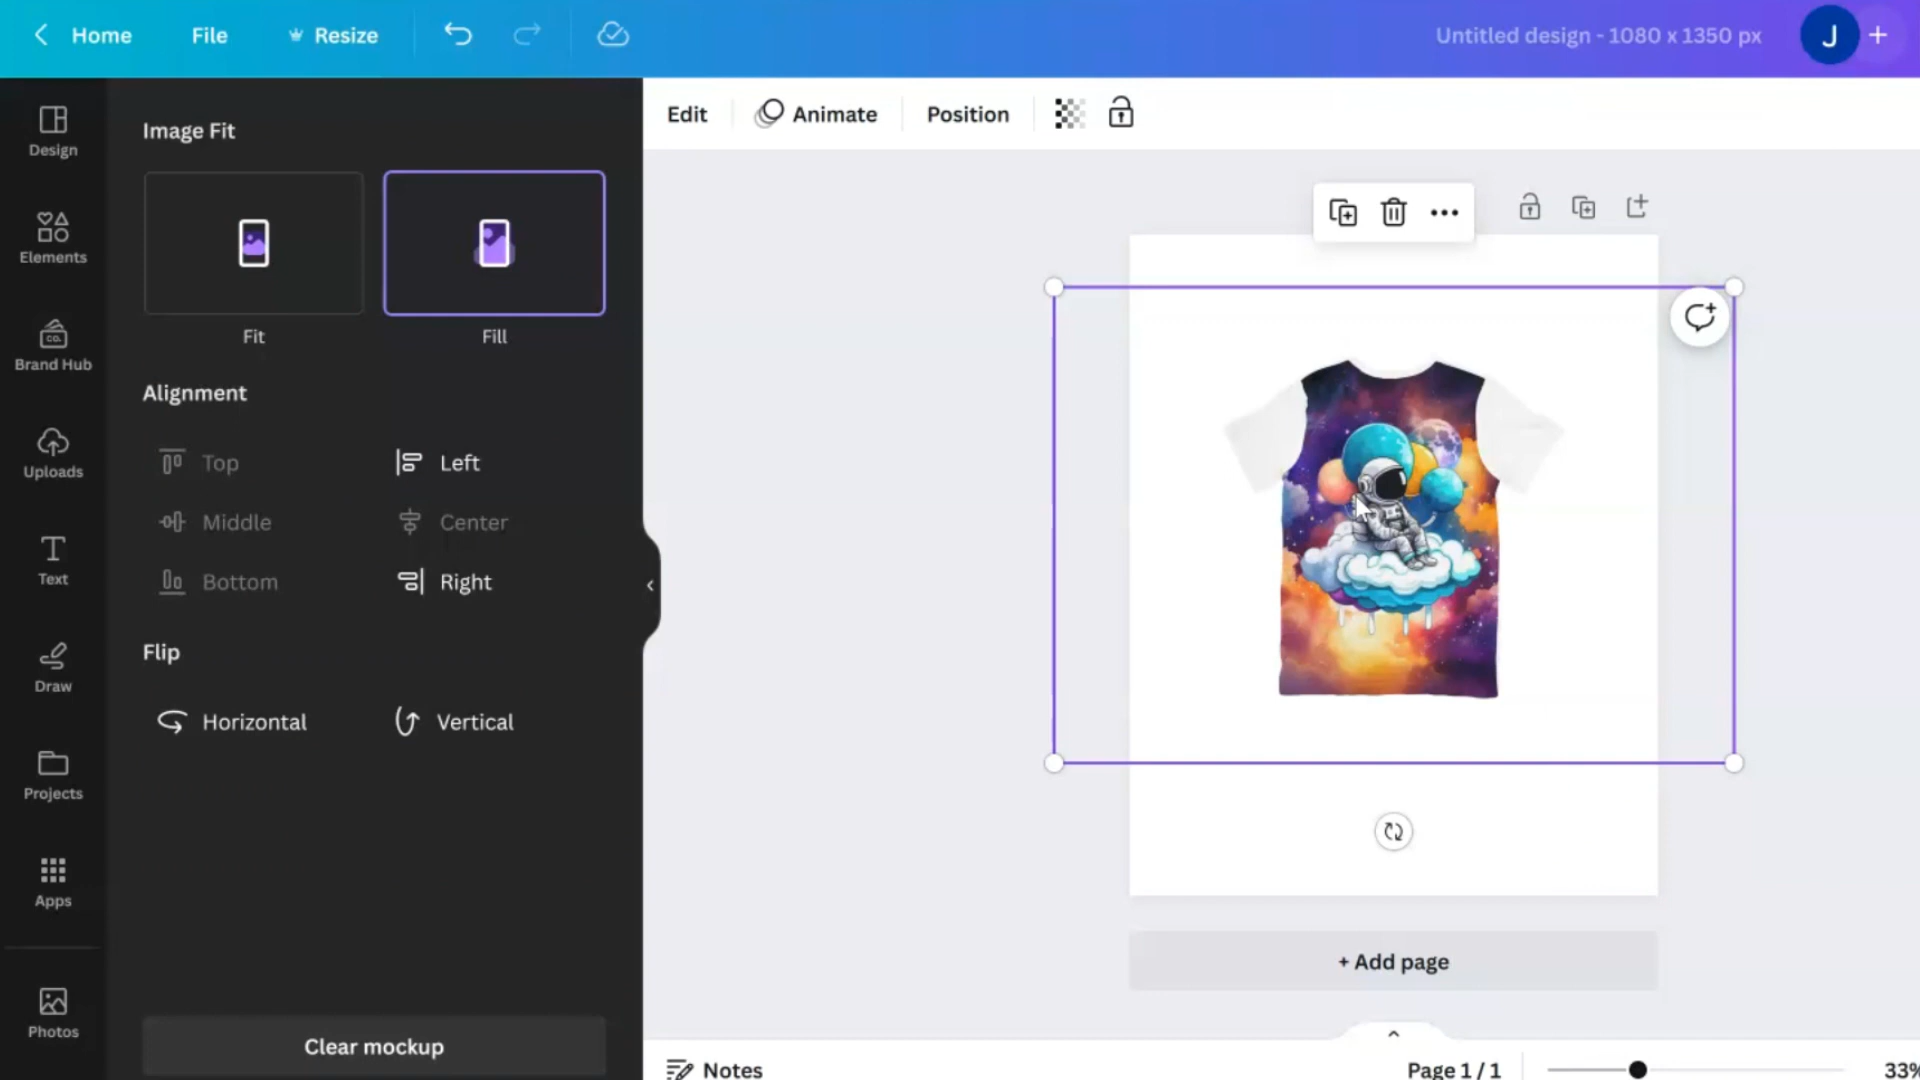 Home File Resize Untitled design - 1080 x 1350 px J
Edit Animate Position
Design
Elements
CO.
Brand Hub
Uploads
Text
Draw
Projects
Apps
Photos
Image Fit
Fit Fill
Alignment
Top Left
Middle Center
Bottom Right
Flip
Horizontal Vertical
Clear mockup
+ Add page
Notes Page 1 / 1 33%